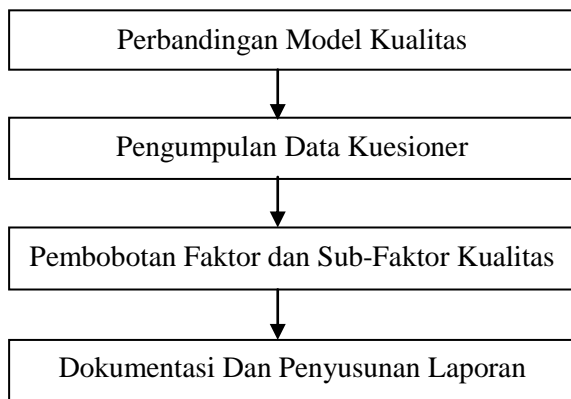 Perbandingan Model Kualitas
Pengumpulan Data Kuesioner
Pembobotan Faktor dan Sub-Faktor Kualitas
Dokumentasi Dan Penyusunan Laporan